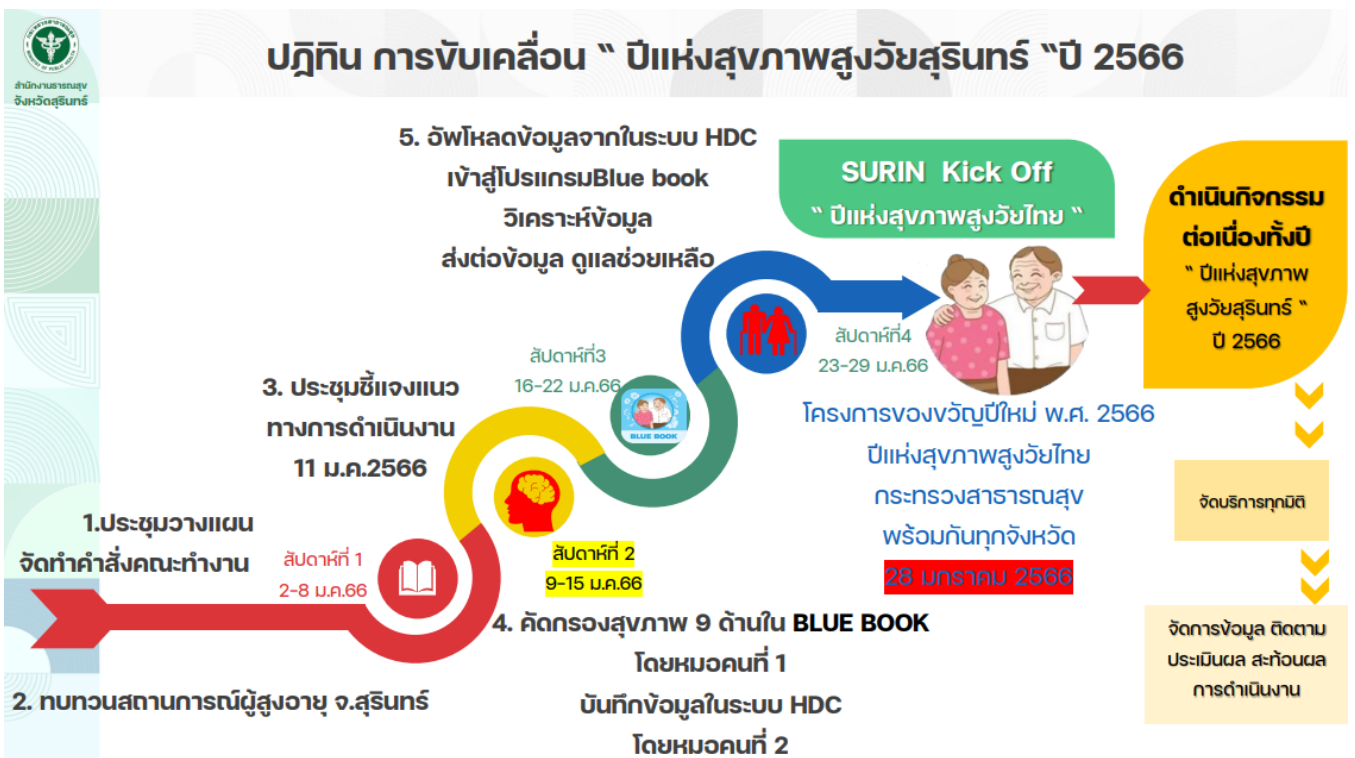 สำนักงานสาธารณสุข
จังหวัดสุรินทร์
ปฎิทิน การขับเคลื่อน “ ปีแห่งสุขภาพสูงวัยสุรินทร์ “ปี 2566
5. อัพโหลดข้อมูลจากในระบบ HDC
เข้าสู่โปรแกรมBlue book
วิเคราะห์ข้อมูล
ส่งต่อข้อมูล ดูแลช่วยเหลือ
SURIN Kick Off
“ ปีแห่งสุขภาพสูงวัยไทย “
ดำเนินกิจกรรม
ต่อเนื่องทั้งปี
“ ปีแห่งสุขภาพ
สูงวัยสุรินทร์ “
ปี 2566
สัปดาห์ที่4
23-29 ม.ค.66
สัปดาห์ที่3
16-22 ม.ค.66
3. ประชุมชี้แจงแนว
ทางการดำเนินงาน
11 ม.ค.2566
BLUE BOOK
โครงการของขวัญปีใหม่ พ.ศ. 2566
ปีแห่งสุขภาพสูงวัยไทย
กระทรวงสาธารณสุข
พร้อมกันทุกจังหวัด
28 มกราคม 2566
จัดบริการทุกมิติ
1.ประชุมวางแผน
จัดทำคำสั่งคณะทำงาน
สัปดาห์ที่ 1
2-8 ม.ค.66
สัปดาห์ที่ 2
9-15 ม.ค.66
4. คัดกรองสุขภาพ 9 ด้านใน BLUE BOOK
โดยหมอคนที่ 1
บันทึกข้อมูลในระบบ HDC
โดยหมอคนที่ 2
จัดการข้อมูล ติดตาม
ประเมินผล สะท้อนผล
การดำเนินงาน
2. ทบทวนสถานการณ์ผู้สูงอายุ จ.สุรินทร์